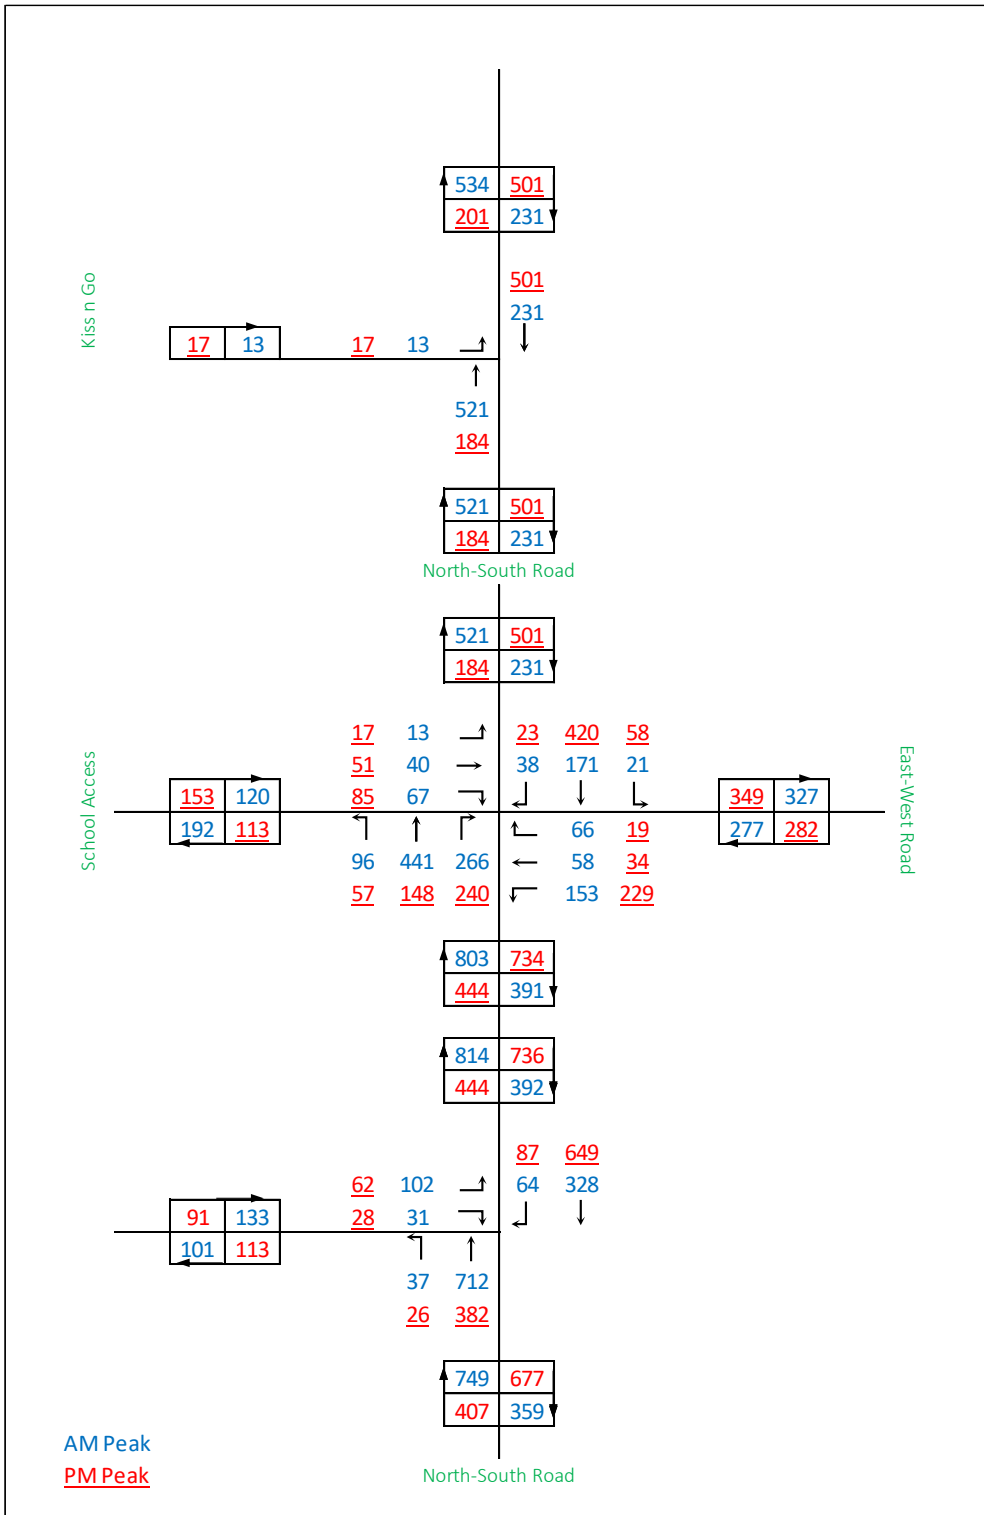 534 501
201 231
501
Kiss n Go
231
17 13 17 13
521
184
521 501
184 231
North-South Road
521 501
184 231
17 13 23 420 58
51 40 38 171 21
School Access
East-West Road
153 120 85 67 349 327
192 113 66 19 277 282
96 441 266 58 34
57 148 240 153 229
803 734
444 391
814 736
444 392
87 649
62 102 64 328
91 133 28 31
101 113
37 712
26 382
749 677
407 359
AM Peak
PM Peak
North-South Road